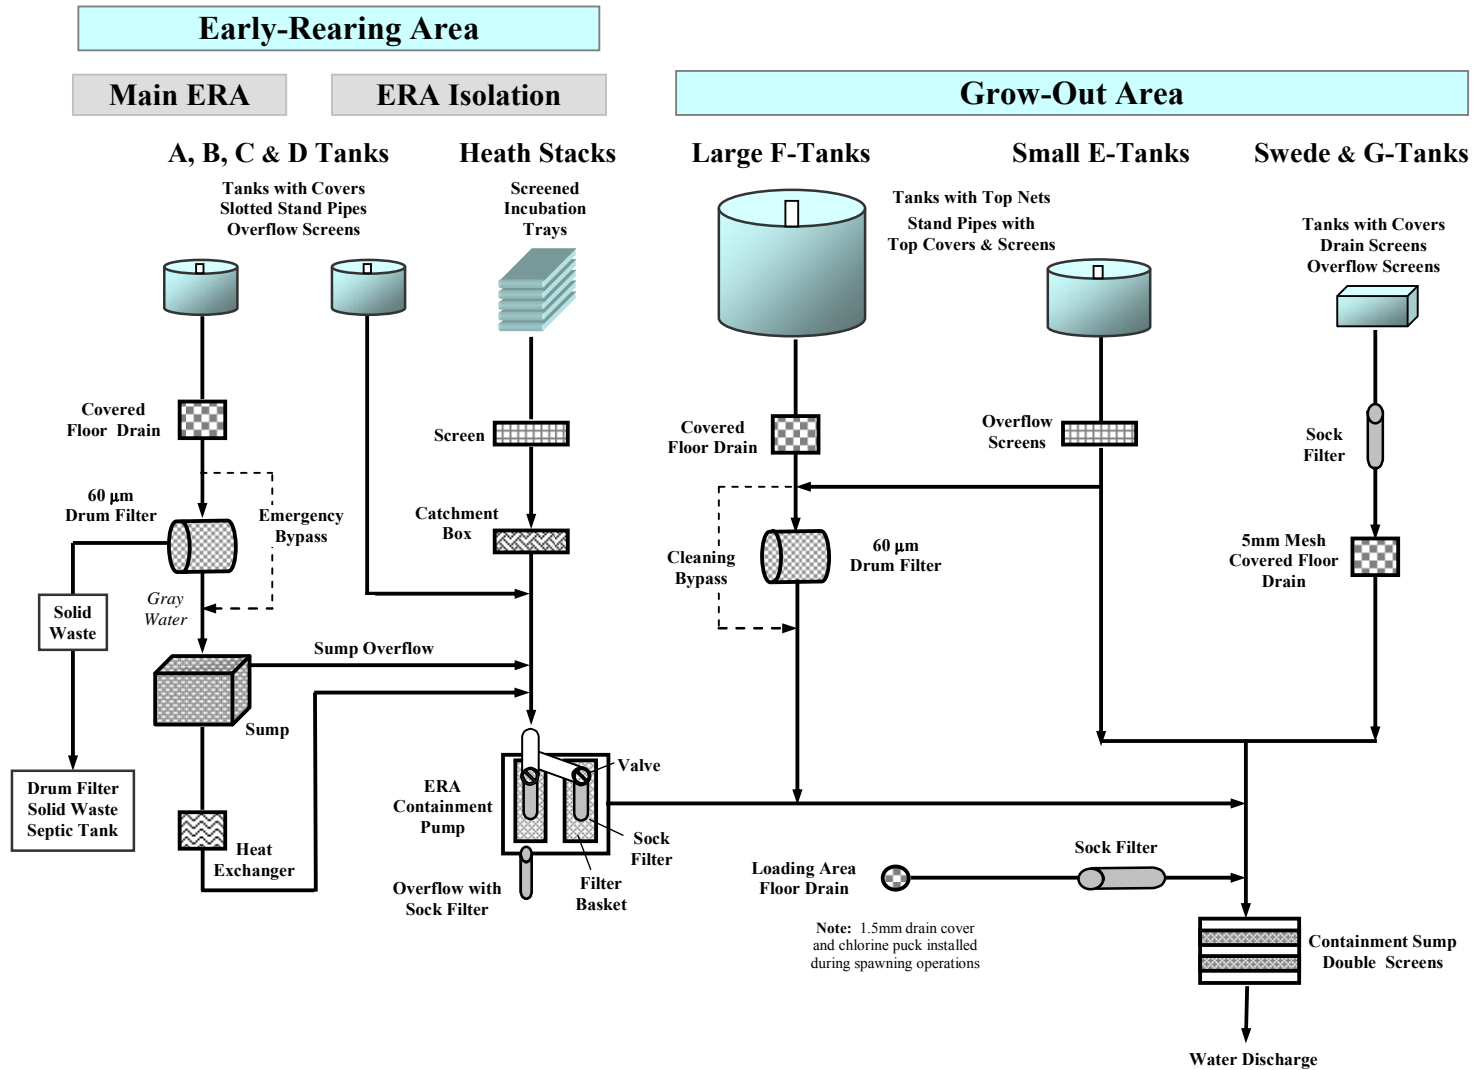 Early-Rearing Area
Main ERA
ERA Isolation
Grow-Out Area
A, B, C & D Tanks
Heath Stacks
Large F-Tanks
Small E-Tanks
Swede & G-Tanks
Tanks with Covers
Slotted Stand Pipes
Overflow Screens
Screened
Incubation
Trays
Tanks with Top Nets
Stand Pipes with
Top Covers & Screens
Tanks with Covers
Drain Screens
Overflow Screens
Covered
Floor Drain
Screen
Covered
Floor Drain
Overflow
Screens
Sock
Filter
60 µm
Drum Filter
Emergency
Bypass
Catchment
Box
Cleaning
Bypass
60 µm
Drum Filter
5mm Mesh
Covered Floor
Drain
Solid
Waste
Gray
Water
Sump Overflow
Sump
Drum Filter
Solid Waste
Septic Tank
Heat
Exchanger
ERA
Containment
Pump
Valve
Sock
Filter
Filter
Basket
Overflow with
Sock Filter
Loading Area
Floor Drain
Sock Filter
Note: 1.5mm drain cover
and chlorine puck installed
during spawning operations
Containment Sump
Double Screens
Water Discharge